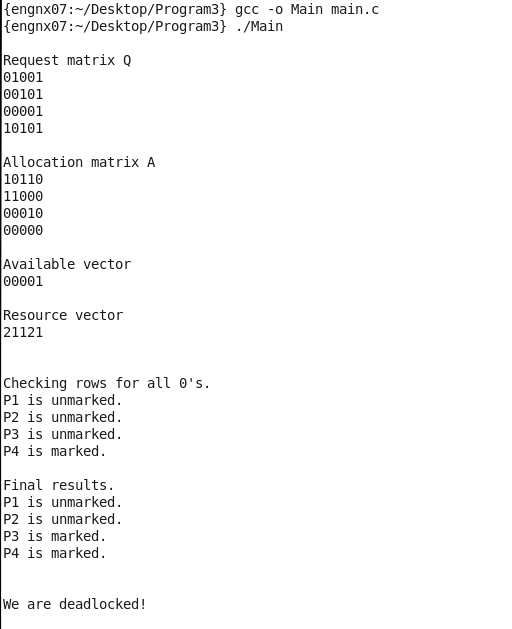 {engnx07:~/Desktop/Program3} gcc -o Main main.c
{engnx07:~/Desktop/Program3} ./Main
Request matrix Q
01001
00101
00001
10101
Allocation matrix A
10110
11000
00010
00000
Available vector
00001
Resource vector
21121
Checking rows for all 0's.
P1 is unmarked.
P2 is unmarked.
P3 is unmarked.
P4 is marked.
Final results.
P1 is unmarked.
P2 is unmarked.
P3 is marked.
P4 is marked.
We are deadlocked!